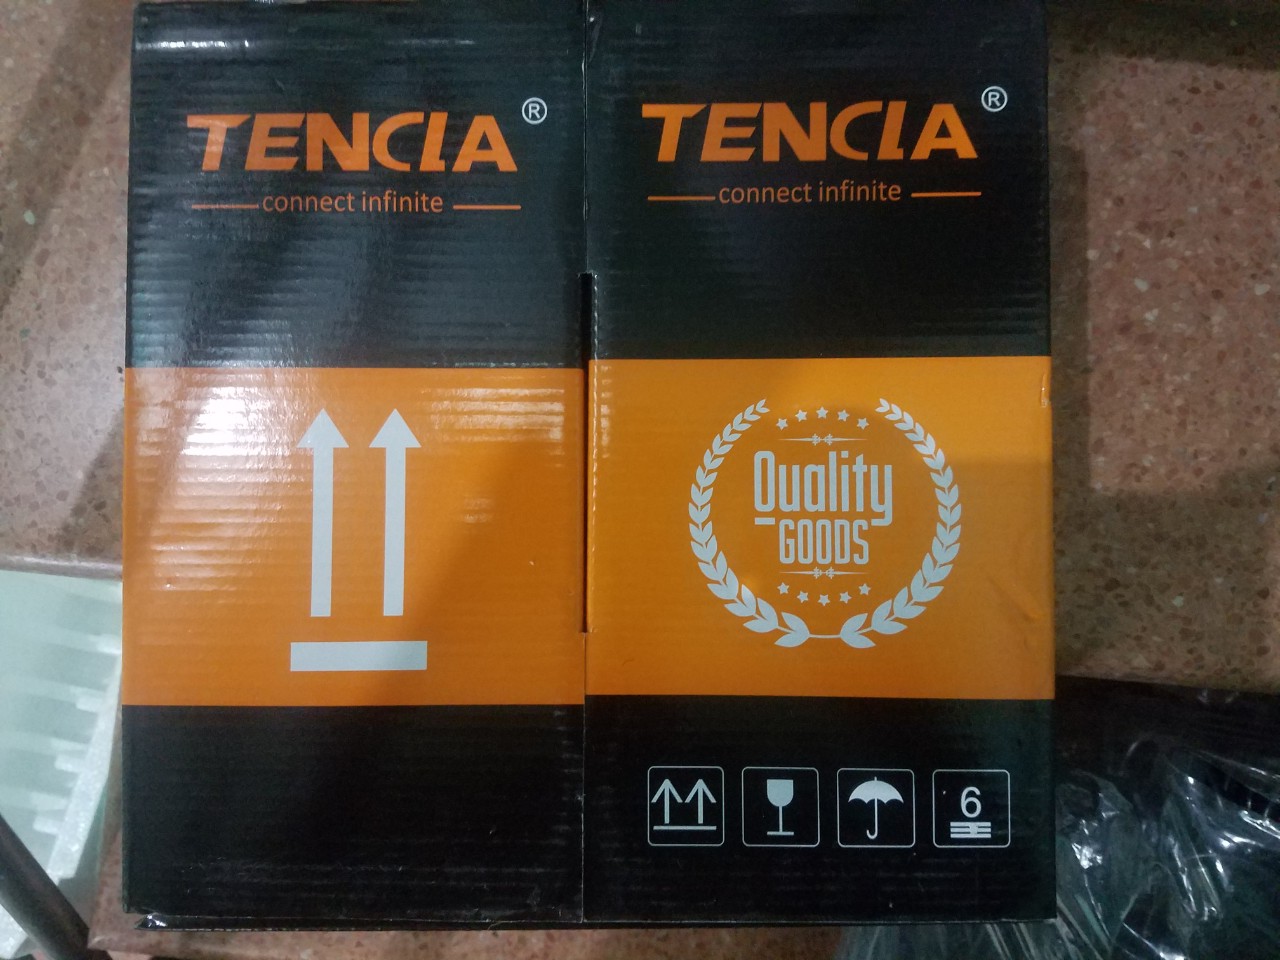 TENCIA ®
connect infinite
TENCIA ®
connect infinite
Quality
GOODS
6